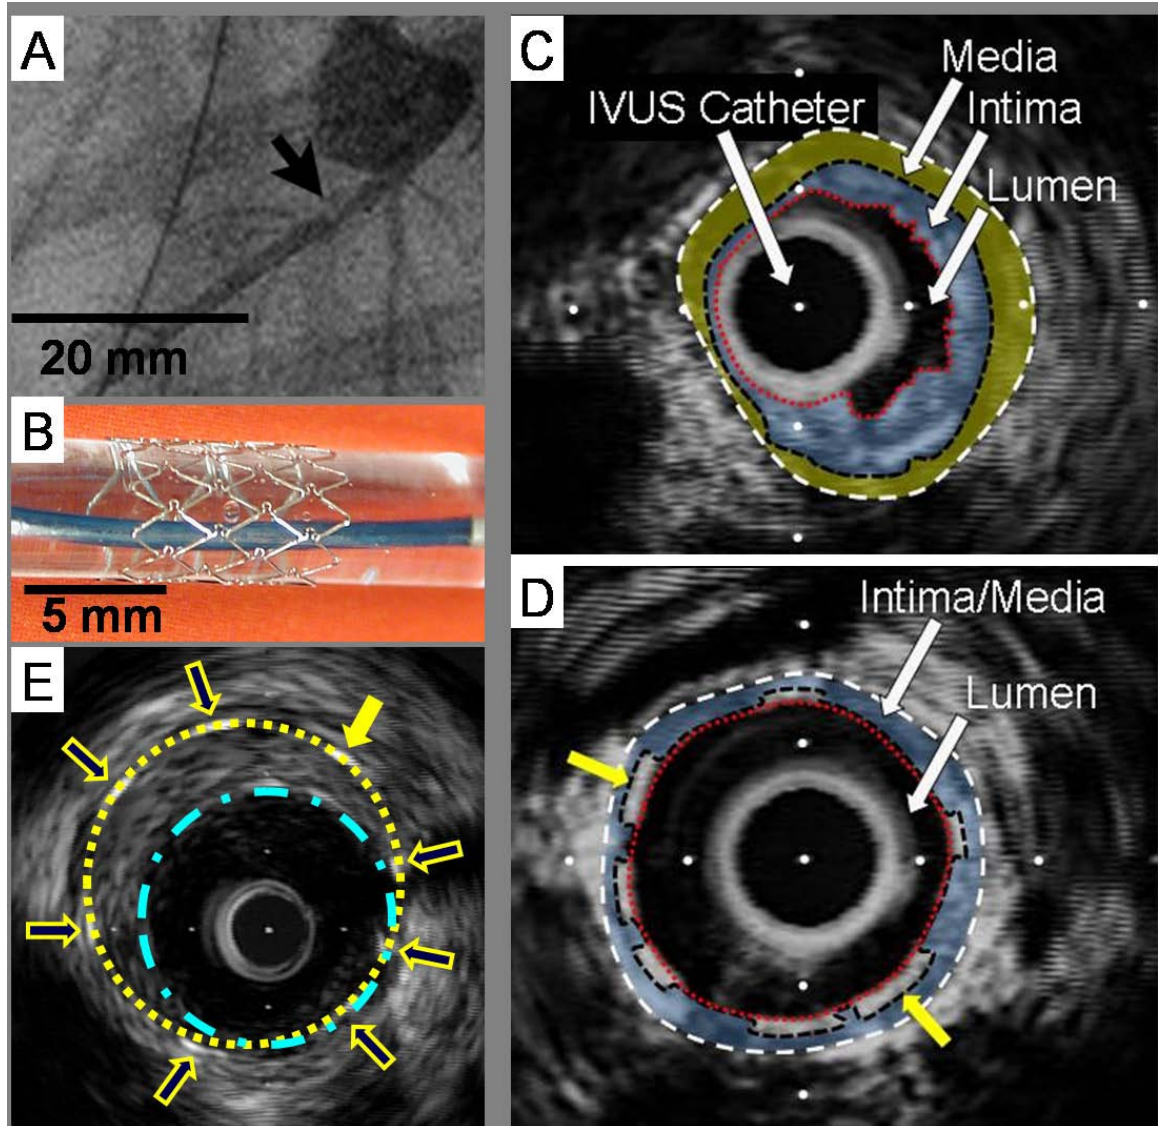 A
20 mm
B
5 mm
E
C
Media
IVUS Catheter
Intima
Lumen
D
Intima/Media
Lumen